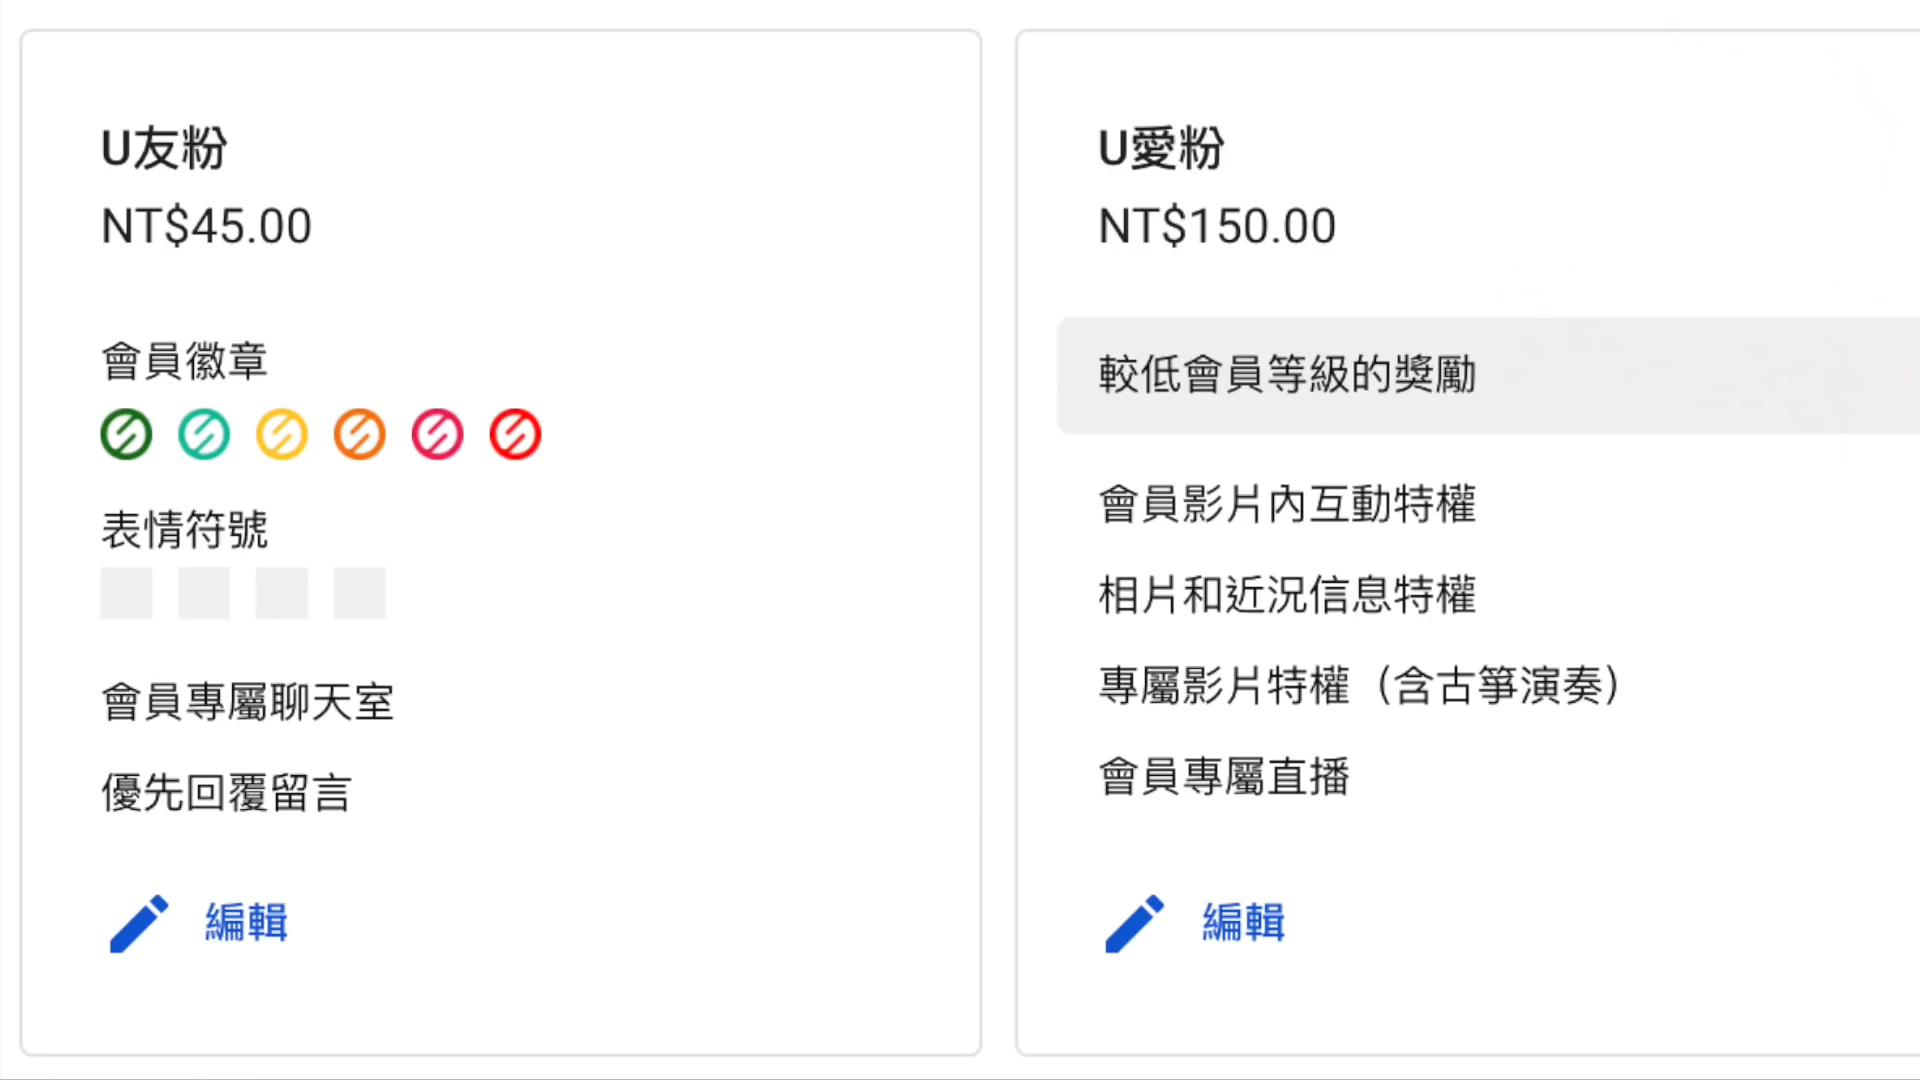 U友粉
NT$45.00
會員徽章
表情符號
會員專屬聊天室
優先回覆留言
編輯
U愛粉
NT$150.00
較低會員等級的獎勵
會員影片內互動特權
相片和近況信息特權
專屬影片特權（含古箏演奏）
會員專屬直播
編輯